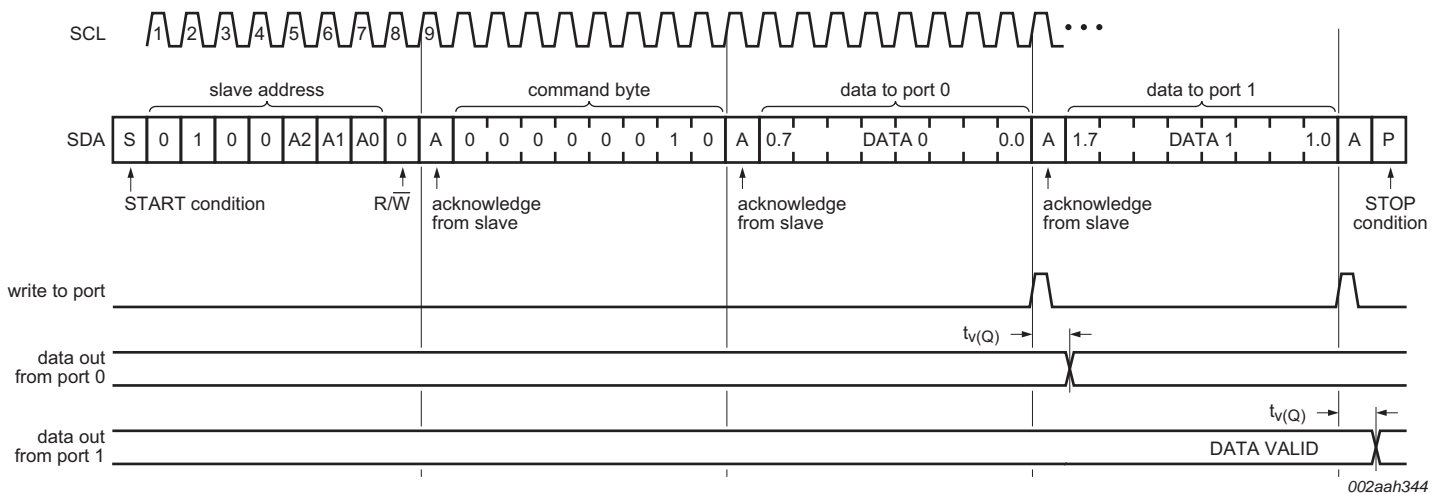 SCL 1 2 3 4 5 6 7 8 9 •••
slave address command byte data to port 0 data to port 1
SDA S 0 1 0 0 A2 A1 A0 0 A 0 0 0 0 0 0 1 0 A 0.7 DATA 0 0.0 A 1.7 DATA 1 1.0 A P
START condition R/W̅ acknowledge acknowledge acknowledge STOP
from slave from slave from slave condition
write to port
tv(Q)
data out
from port 0
tv(Q)
data out
from port 1 DATA VALID
002aah344